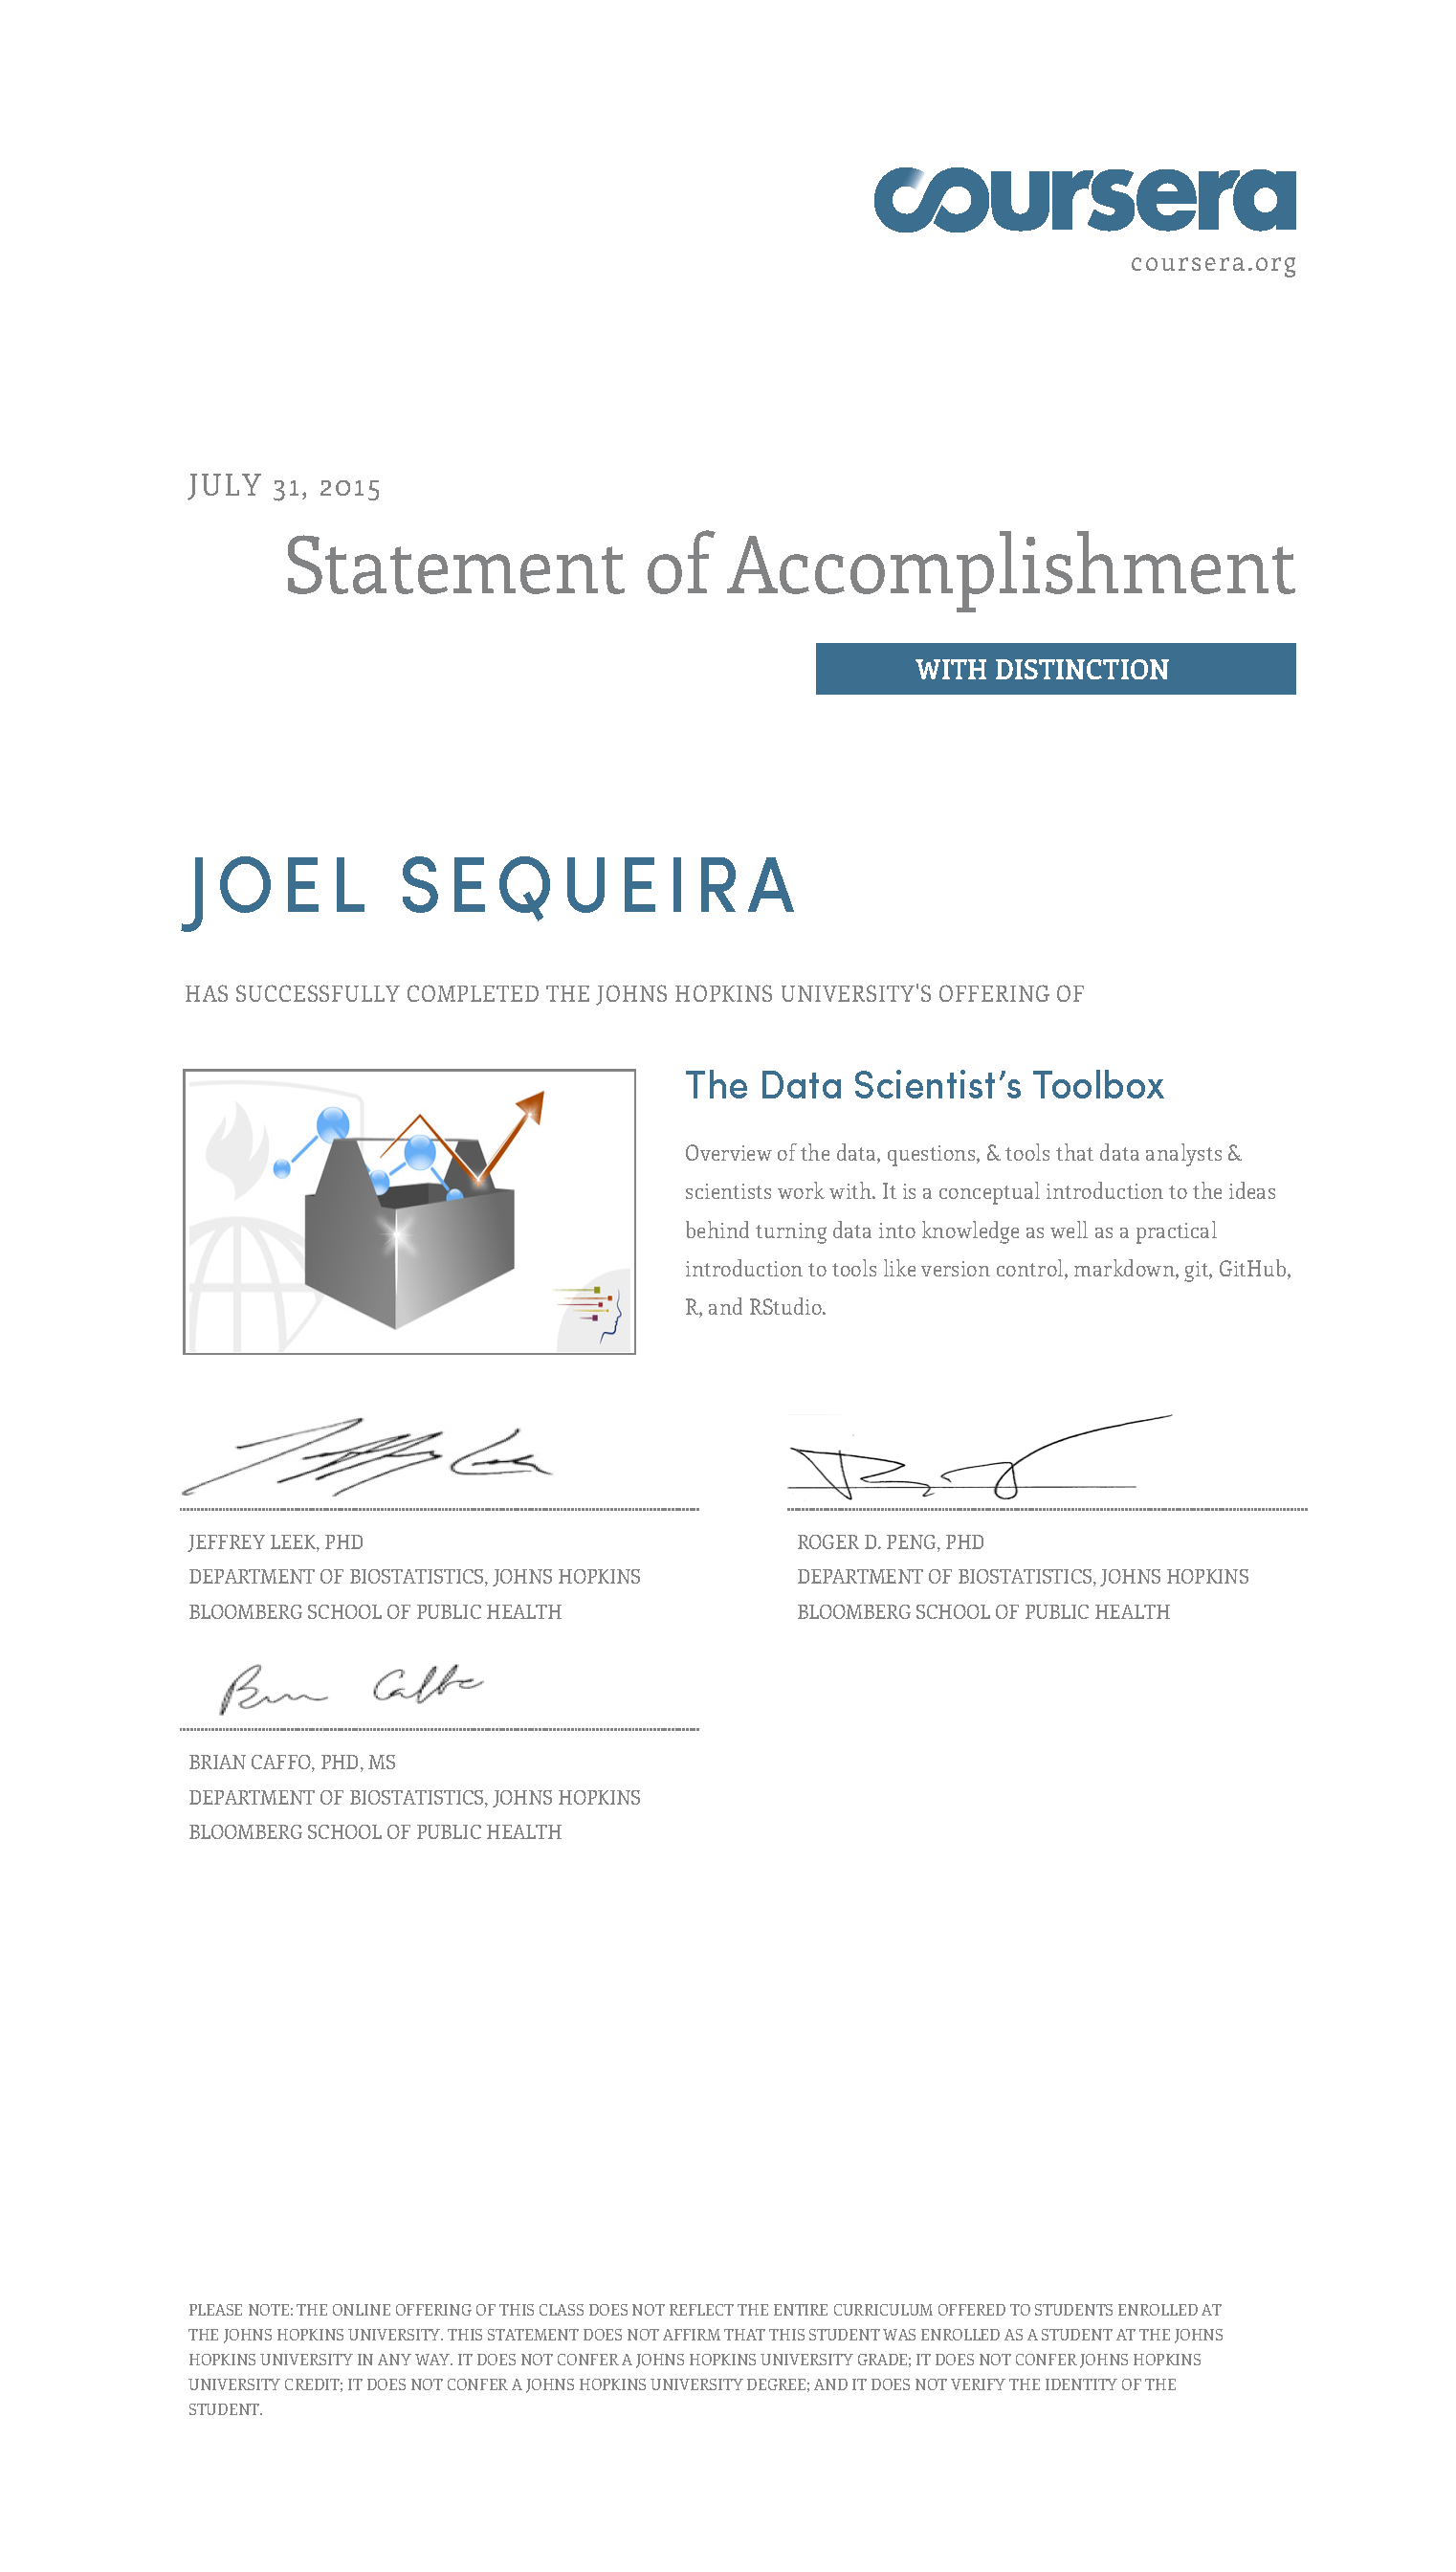 coursera
coursera.org
JULY 31, 2015
Statement of Accomplishment
WITH DISTINCTION
JOEL SEQUEIRA
HAS SUCCESSFULLY COMPLETED THE JOHNS HOPKINS UNIVERSITY'S OFFERING OF
The Data Scientist’s Toolbox
Overview of the data, questions, & tools that data analysts &
scientists work with. It is a conceptual introduction to the ideas
behind turning data into knowledge as well as a practical
introduction to tools like version control, markdown, git, GitHub,
R, and RStudio.
JEFFREY LEEK, PHD
DEPARTMENT OF BIOSTATISTICS, JOHNS HOPKINS
BLOOMBERG SCHOOL OF PUBLIC HEALTH
ROGER D. PENG, PHD
DEPARTMENT OF BIOSTATISTICS, JOHNS HOPKINS
BLOOMBERG SCHOOL OF PUBLIC HEALTH
BRIAN CAFFO, PHD, MS
DEPARTMENT OF BIOSTATISTICS, JOHNS HOPKINS
BLOOMBERG SCHOOL OF PUBLIC HEALTH
PLEASE NOTE: THE ONLINE OFFERING OF THIS CLASS DOES NOT REFLECT THE ENTIRE CURRICULUM OFFERED TO STUDENTS ENROLLED AT
THE JOHNS HOPKINS UNIVERSITY. THIS STATEMENT DOES NOT AFFIRM THAT THIS STUDENT WAS ENROLLED AS A STUDENT AT THE JOHNS
HOPKINS UNIVERSITY IN ANY WAY. IT DOES NOT CONFER A JOHNS HOPKINS UNIVERSITY GRADE; IT DOES NOT CONFER JOHNS HOPKINS
UNIVERSITY CREDIT; IT DOES NOT CONFER A JOHNS HOPKINS UNIVERSITY DEGREE; AND IT DOES NOT VERIFY THE IDENTITY OF THE
STUDENT.